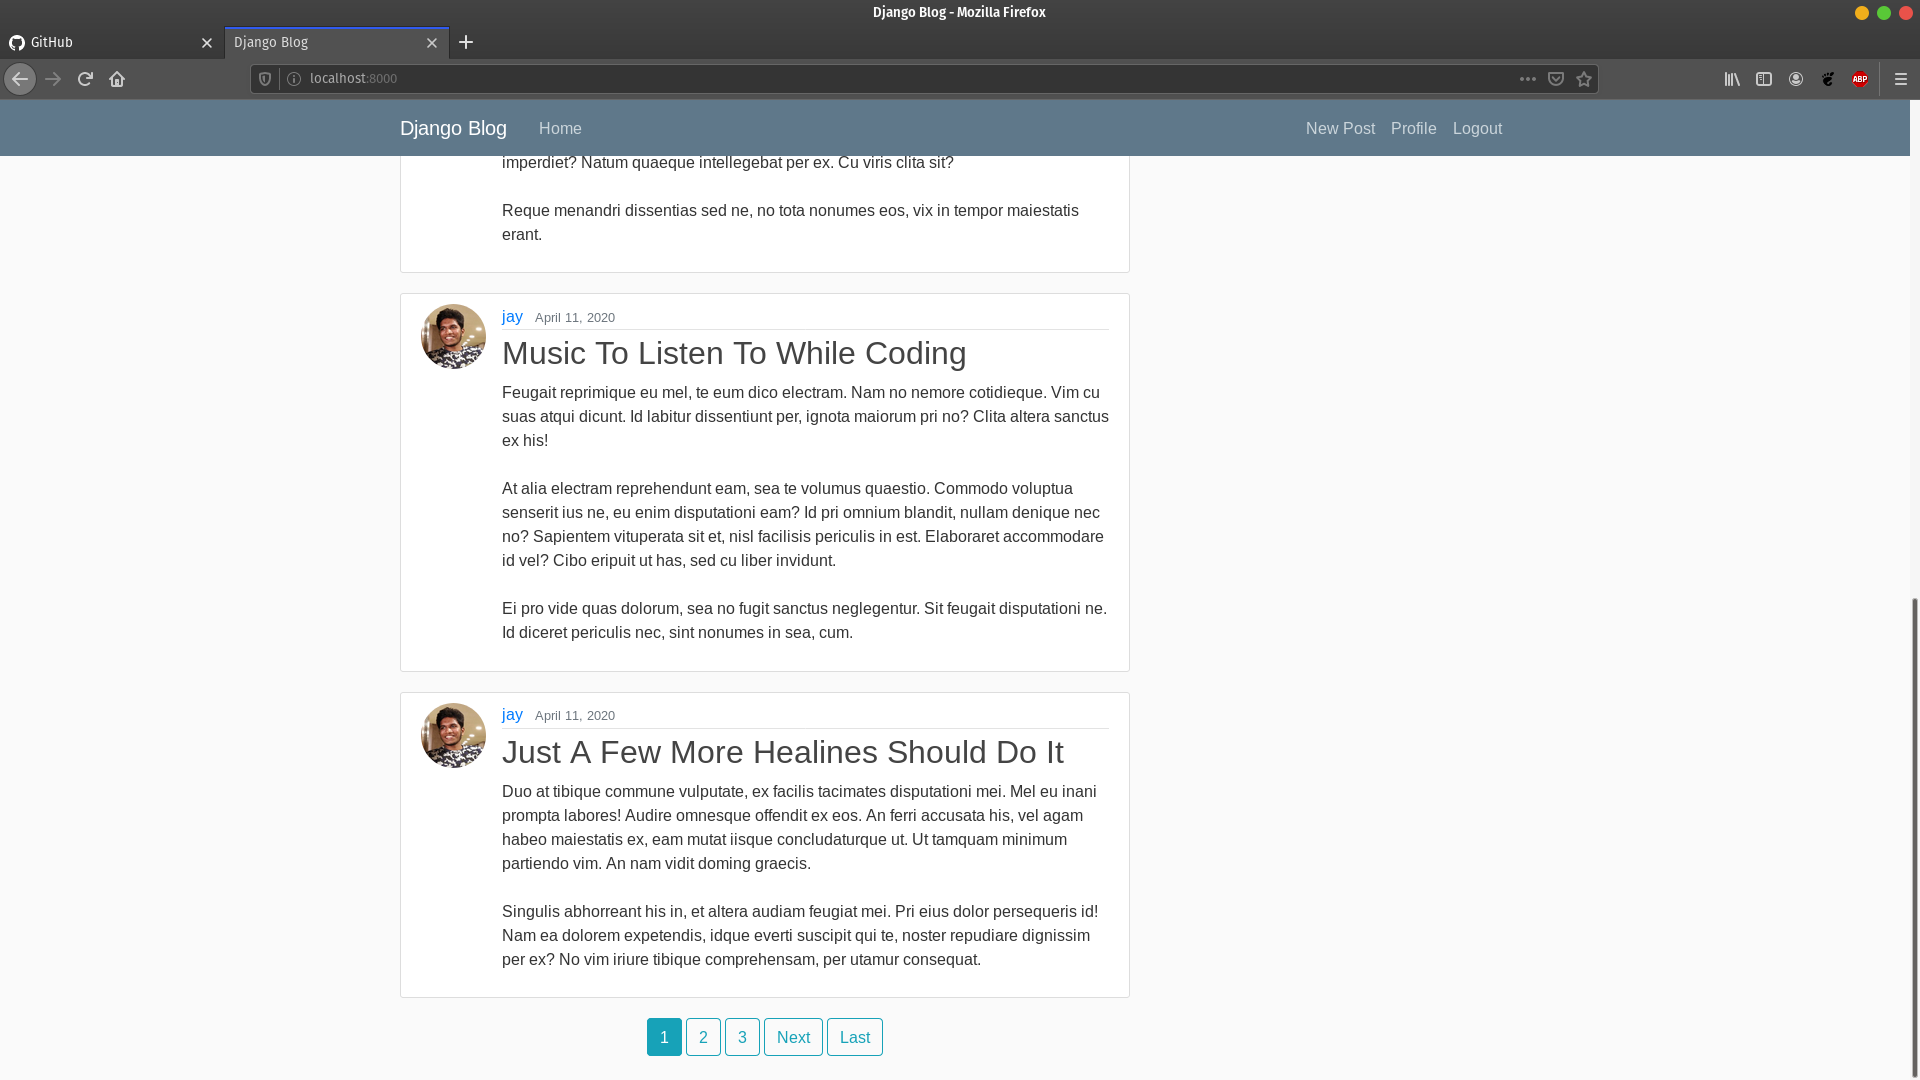 Django Blog - Mozilla Firefox
GitHub
Django Blog
localhost:8000
ABP
Django Blog
Home
New Post
Profile
Logout
imperdiet? Natum quaeque intellegebat per ex. Cu viris clita sit?
Reque menandri dissentias sed ne, no tota nonumes eos, vix in tempor maiestatis
erant.
jay April 11, 2020
Music To Listen To While Coding
Feugait reprimique eu mel, te eum dico electram. Nam no nemore cotidieque. Vim cu
suas atqui dicunt. Id labitur dissentiunt per, ignota maiorum pri no? Clita altera sanctus
ex his!
At alia electram reprehendunt eam, sea te volumus quaestio. Commodo voluptua
senserit ius ne, eu enim disputationi eam? Id pri omnium blandit, nullam denique nec
no? Sapientem vituperata sit et, nisl facilisis periculis in est. Elaboraret accommodare
id vel? Cibo eripuit ut has, sed cu liber invidunt.
Ei pro vide quas dolorum, sea no fugit sanctus neglegentur. Sit feugait disputationi ne.
Id diceret periculis nec, sint nonumes in sea, cum.
jay April 11, 2020
Just A Few More Healines Should Do It
Duo at tibique commune vulputate, ex facilis tacimates disputationi mei. Mel eu inani
prompta labores! Audire omnesque offendit ex eos. An ferri accusata his, vel agam
habeo maiestatis ex, eam mutat iisque concludaturque ut. Ut tamquam minimum
partiendo vim. An nam vidit doming graecis.
Singulis abhorreant his in, et altera audiam feugiat mei. Pri eius dolor persequeris id!
Nam ea dolorem expetendis, idque everti suscipit qui te, noster repudiare dignissim
per ex? No vim iriure tibique comprehensam, per utamur consequat.
1 2 3 Next Last